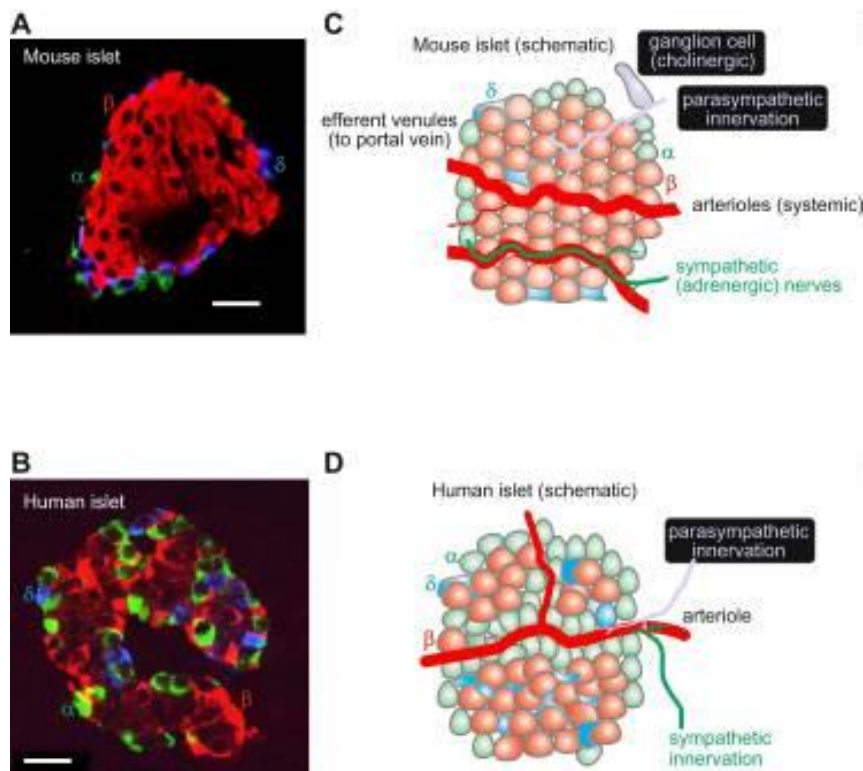 A
Mouse islet
β
α
δ
C
Mouse islet (schematic)
ganglion cell
(cholinergic)
parasympathetic
innervation
δ
efferent venules
(to portal vein)
α
β
arterioles (systemic)
sympathetic
(adrenergic) nerves
B
Human islet
δ
α
β
D
Human islet (schematic)
parasympathetic
innervation
α
δ
arteriole
β
sympathetic
innervation